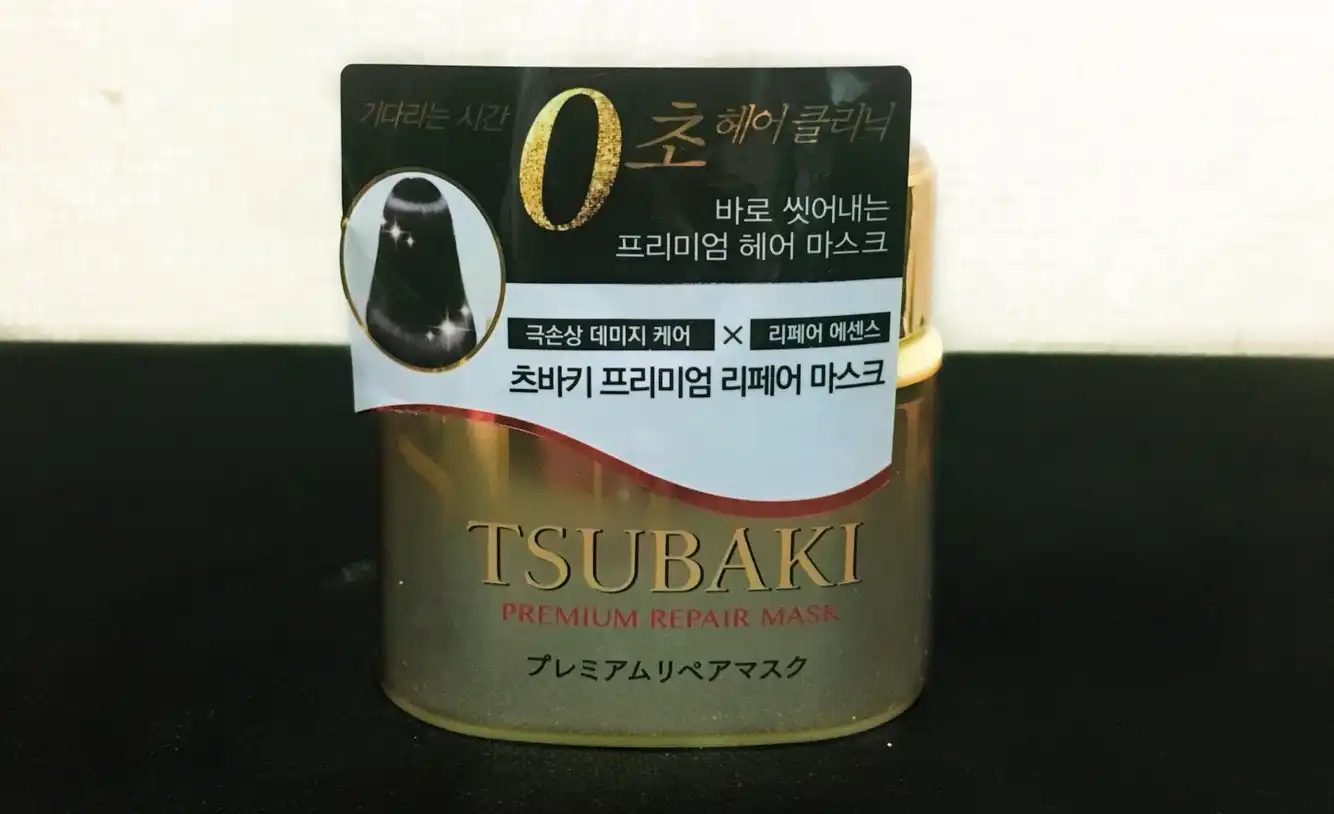 기다리는 시간 0초 헤어 클리닉
바로 씻어내는
프리미엄 헤어 마스크
극손상 데미지 케어 × 리페어 에센스
츠바키 프리미엄 리페어 마스크
TSUBAKI
PREMIUM REPAIR MASK
プレミアムリペアマスク